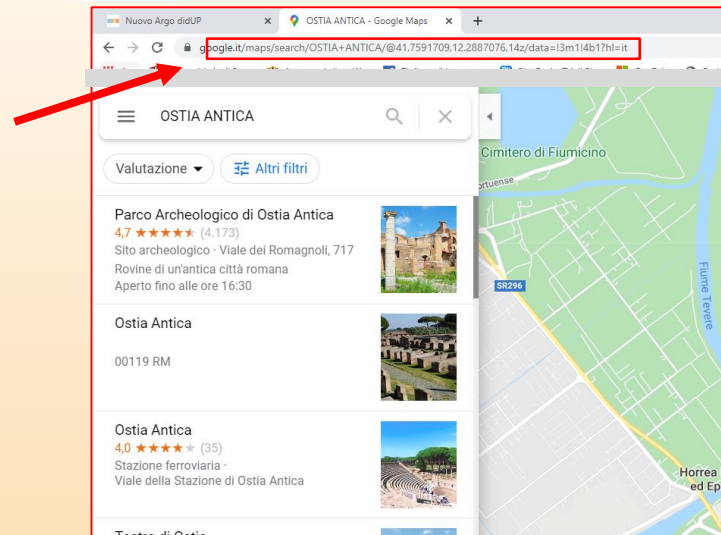 Nuovo Argo didUP
OSTIA ANTICA - Google Maps
google.it/maps/search/OSTIA+ANTICA/@41.7591709,12.2887076,14z/data=!3m1!4b1?hl=it
OSTIA ANTICA
Valutazione
Altri filtri
Parco Archeologico di Ostia Antica
4,7 ★★★★★ (4.173)
Sito archeologico · Viale dei Romagnoli, 717
Rovine di un'antica città romana
Aperto fino alle ore 16:30
Ostia Antica
00119 RM
Ostia Antica
4,0 ★★★★★ (35)
Stazione ferroviaria ·
Viale della Stazione di Ostia Antica
Cimitero di Fiumicino
ortuense
SR296
Fiume Tevere
Horrea
ed Ep